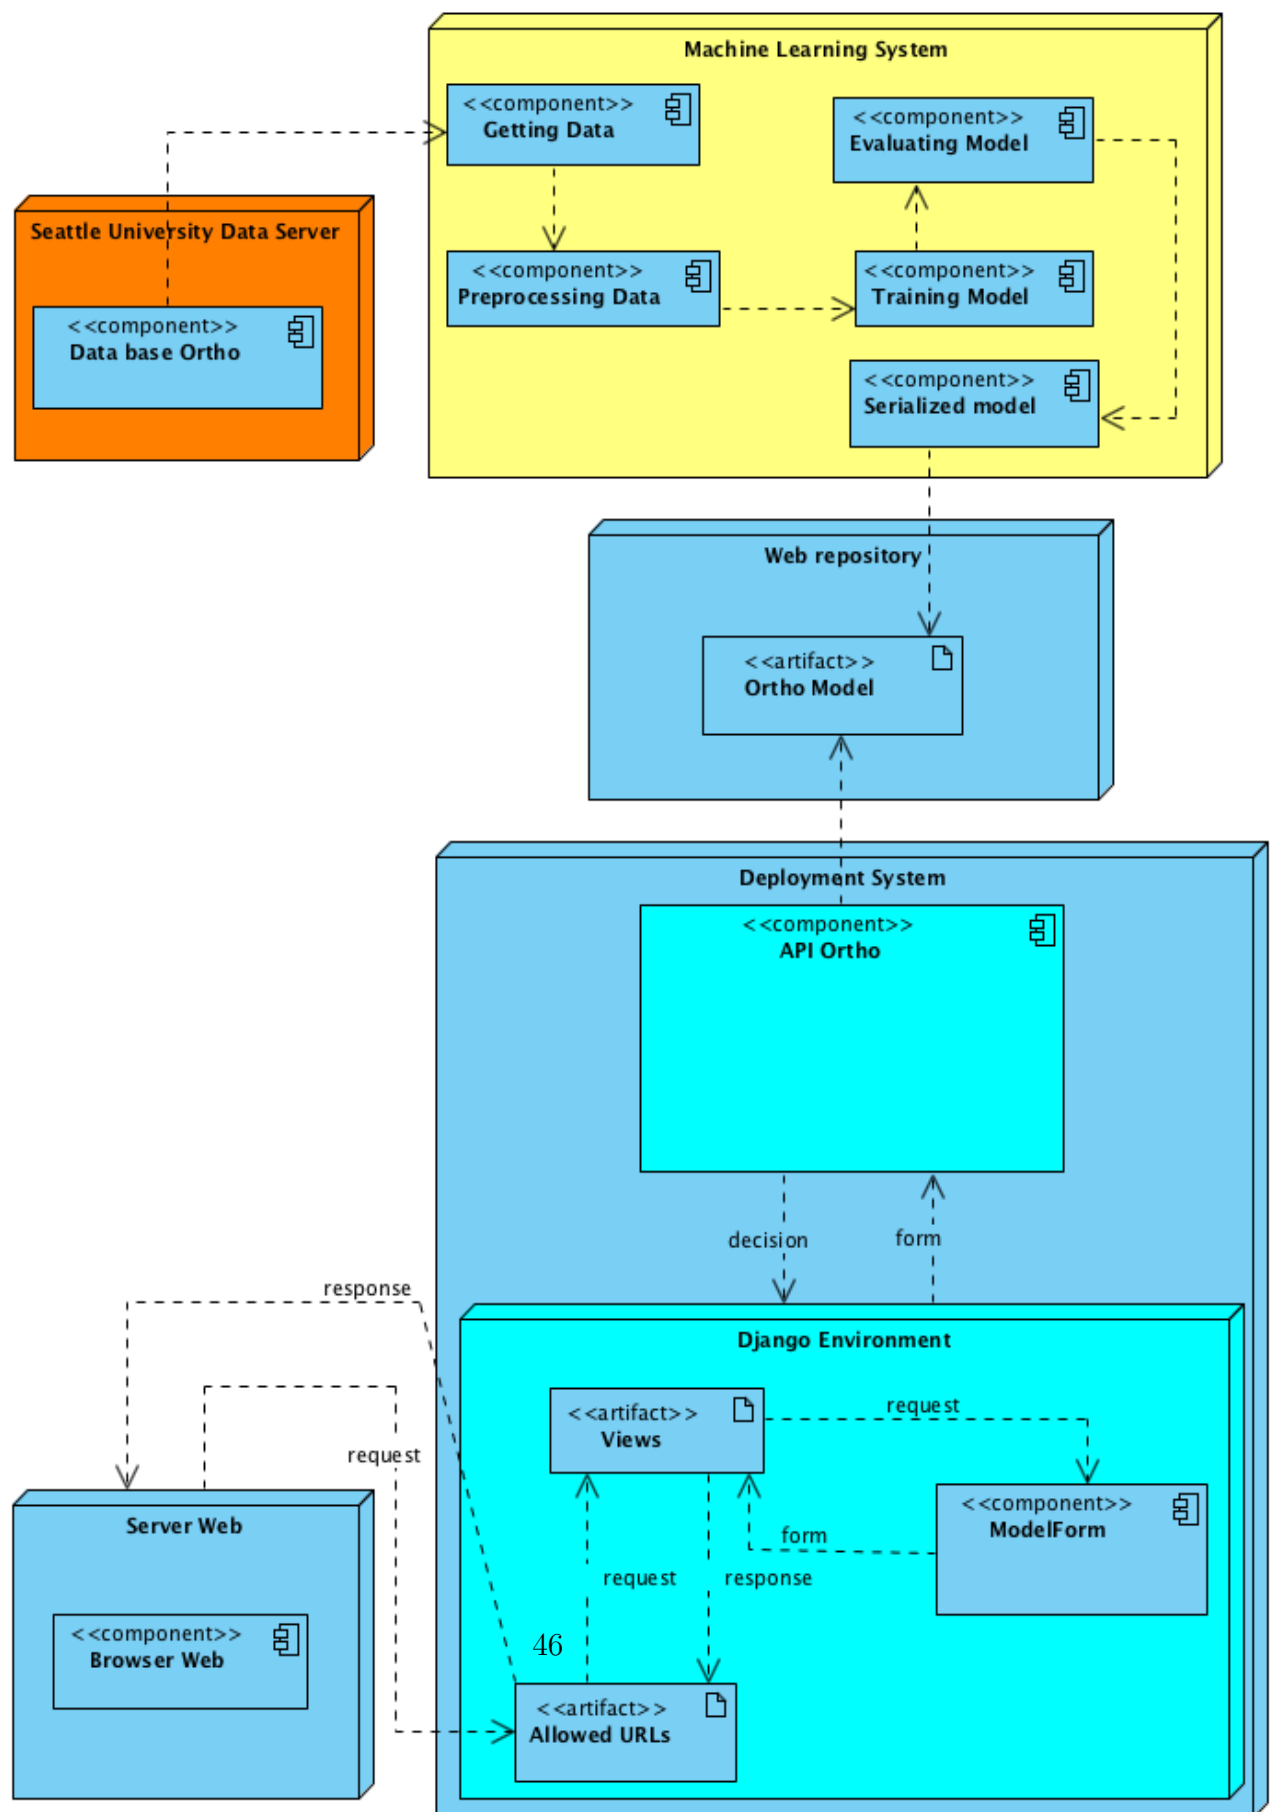 Machine Learning System
<<component>>
Getting Data
<<component>>
Evaluating Model
Seattle University Data Server
<<component>>
Preprocessing Data
<<component>>
Training Model
<<component>>
Data base Ortho
<<component>>
Serialized model
Web repository
<<artifact>>
Ortho Model
Deployment System
<<component>>
API Ortho
decision
form
response
Django Environment
request
<<artifact>>
Views
request
<<component>>
ModelForm
Server Web
form
request
response
<<component>>
Browser Web
46
<<artifact>>
Allowed URLs